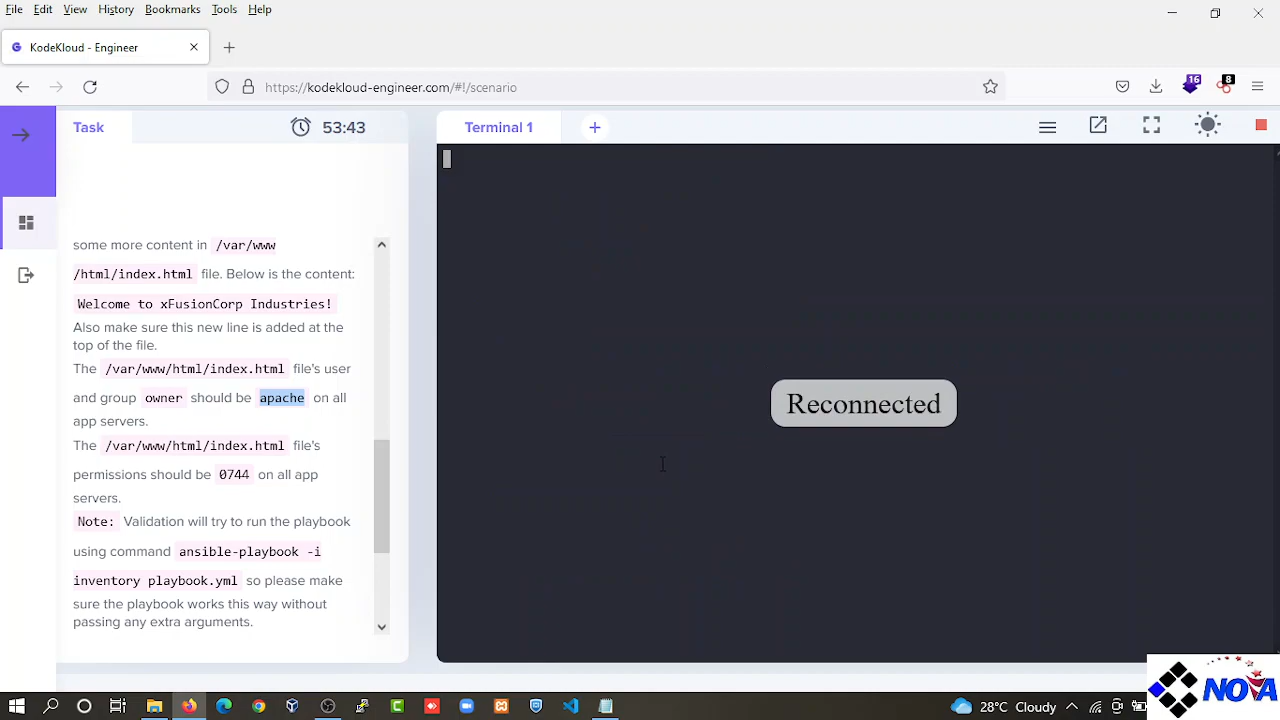 File Edit View History Bookmarks Tools Help
KodeKloud - Engineer
https://kodekloud-engineer.com/#!/scenario
16
8
Task
53:43
Terminal 1
some more content in /var/www
/html/index.html file. Below is the content:
Welcome to xFusionCorp Industries!
Also make sure this new line is added at the
top of the file.
The /var/www/html/index.html file's user
and group owner should be apache on all
app servers.
The /var/www/html/index.html file's
permissions should be 0744 on all app
servers.
Note: Validation will try to run the playbook
using command ansible-playbook -i
inventory playbook.yml so please make
sure the playbook works this way without
passing any extra arguments.
Reconnected
NOVA
28°C Cloudy